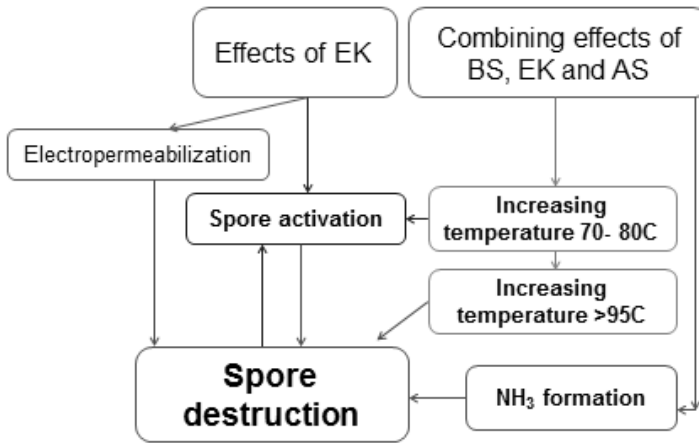 Effects of EK
Combining effects of
BS, EK and AS
Electropermeabilization
Spore activation
Increasing
temperature 70- 80C
Increasing
temperature >95C
Spore
destruction
NH₃ formation